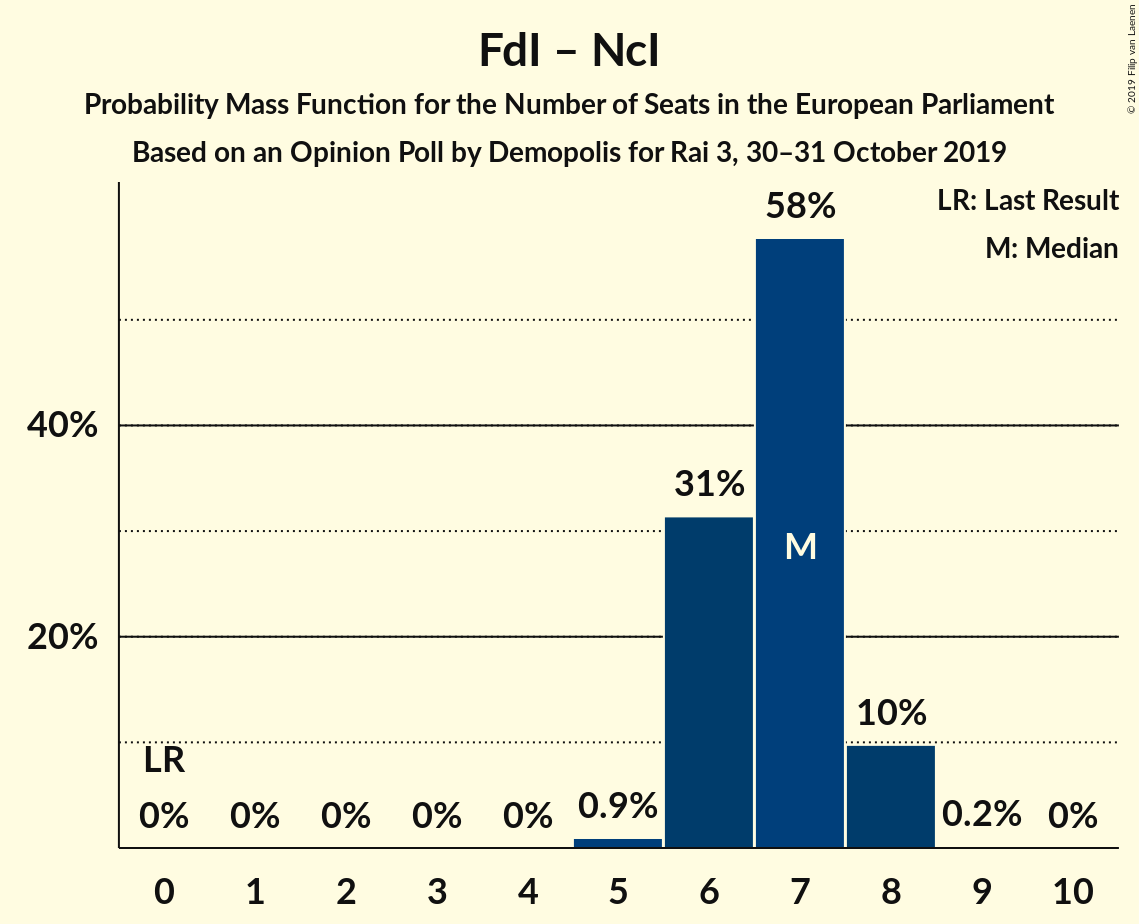 FdI – NcI
Probability Mass Function for the Number of Seats in the European Parliament
Based on an Opinion Poll by Demopolis for Rai 3, 30–31 October 2019
© 2019 Filip van Laenen
LR: Last Result
M: Median
58%
40%
31%
M
20%
10%
LR
0% 0% 0% 0% 0% 0.9% 0.2% 0%
0 1 2 3 4 5 6 7 8 9 10